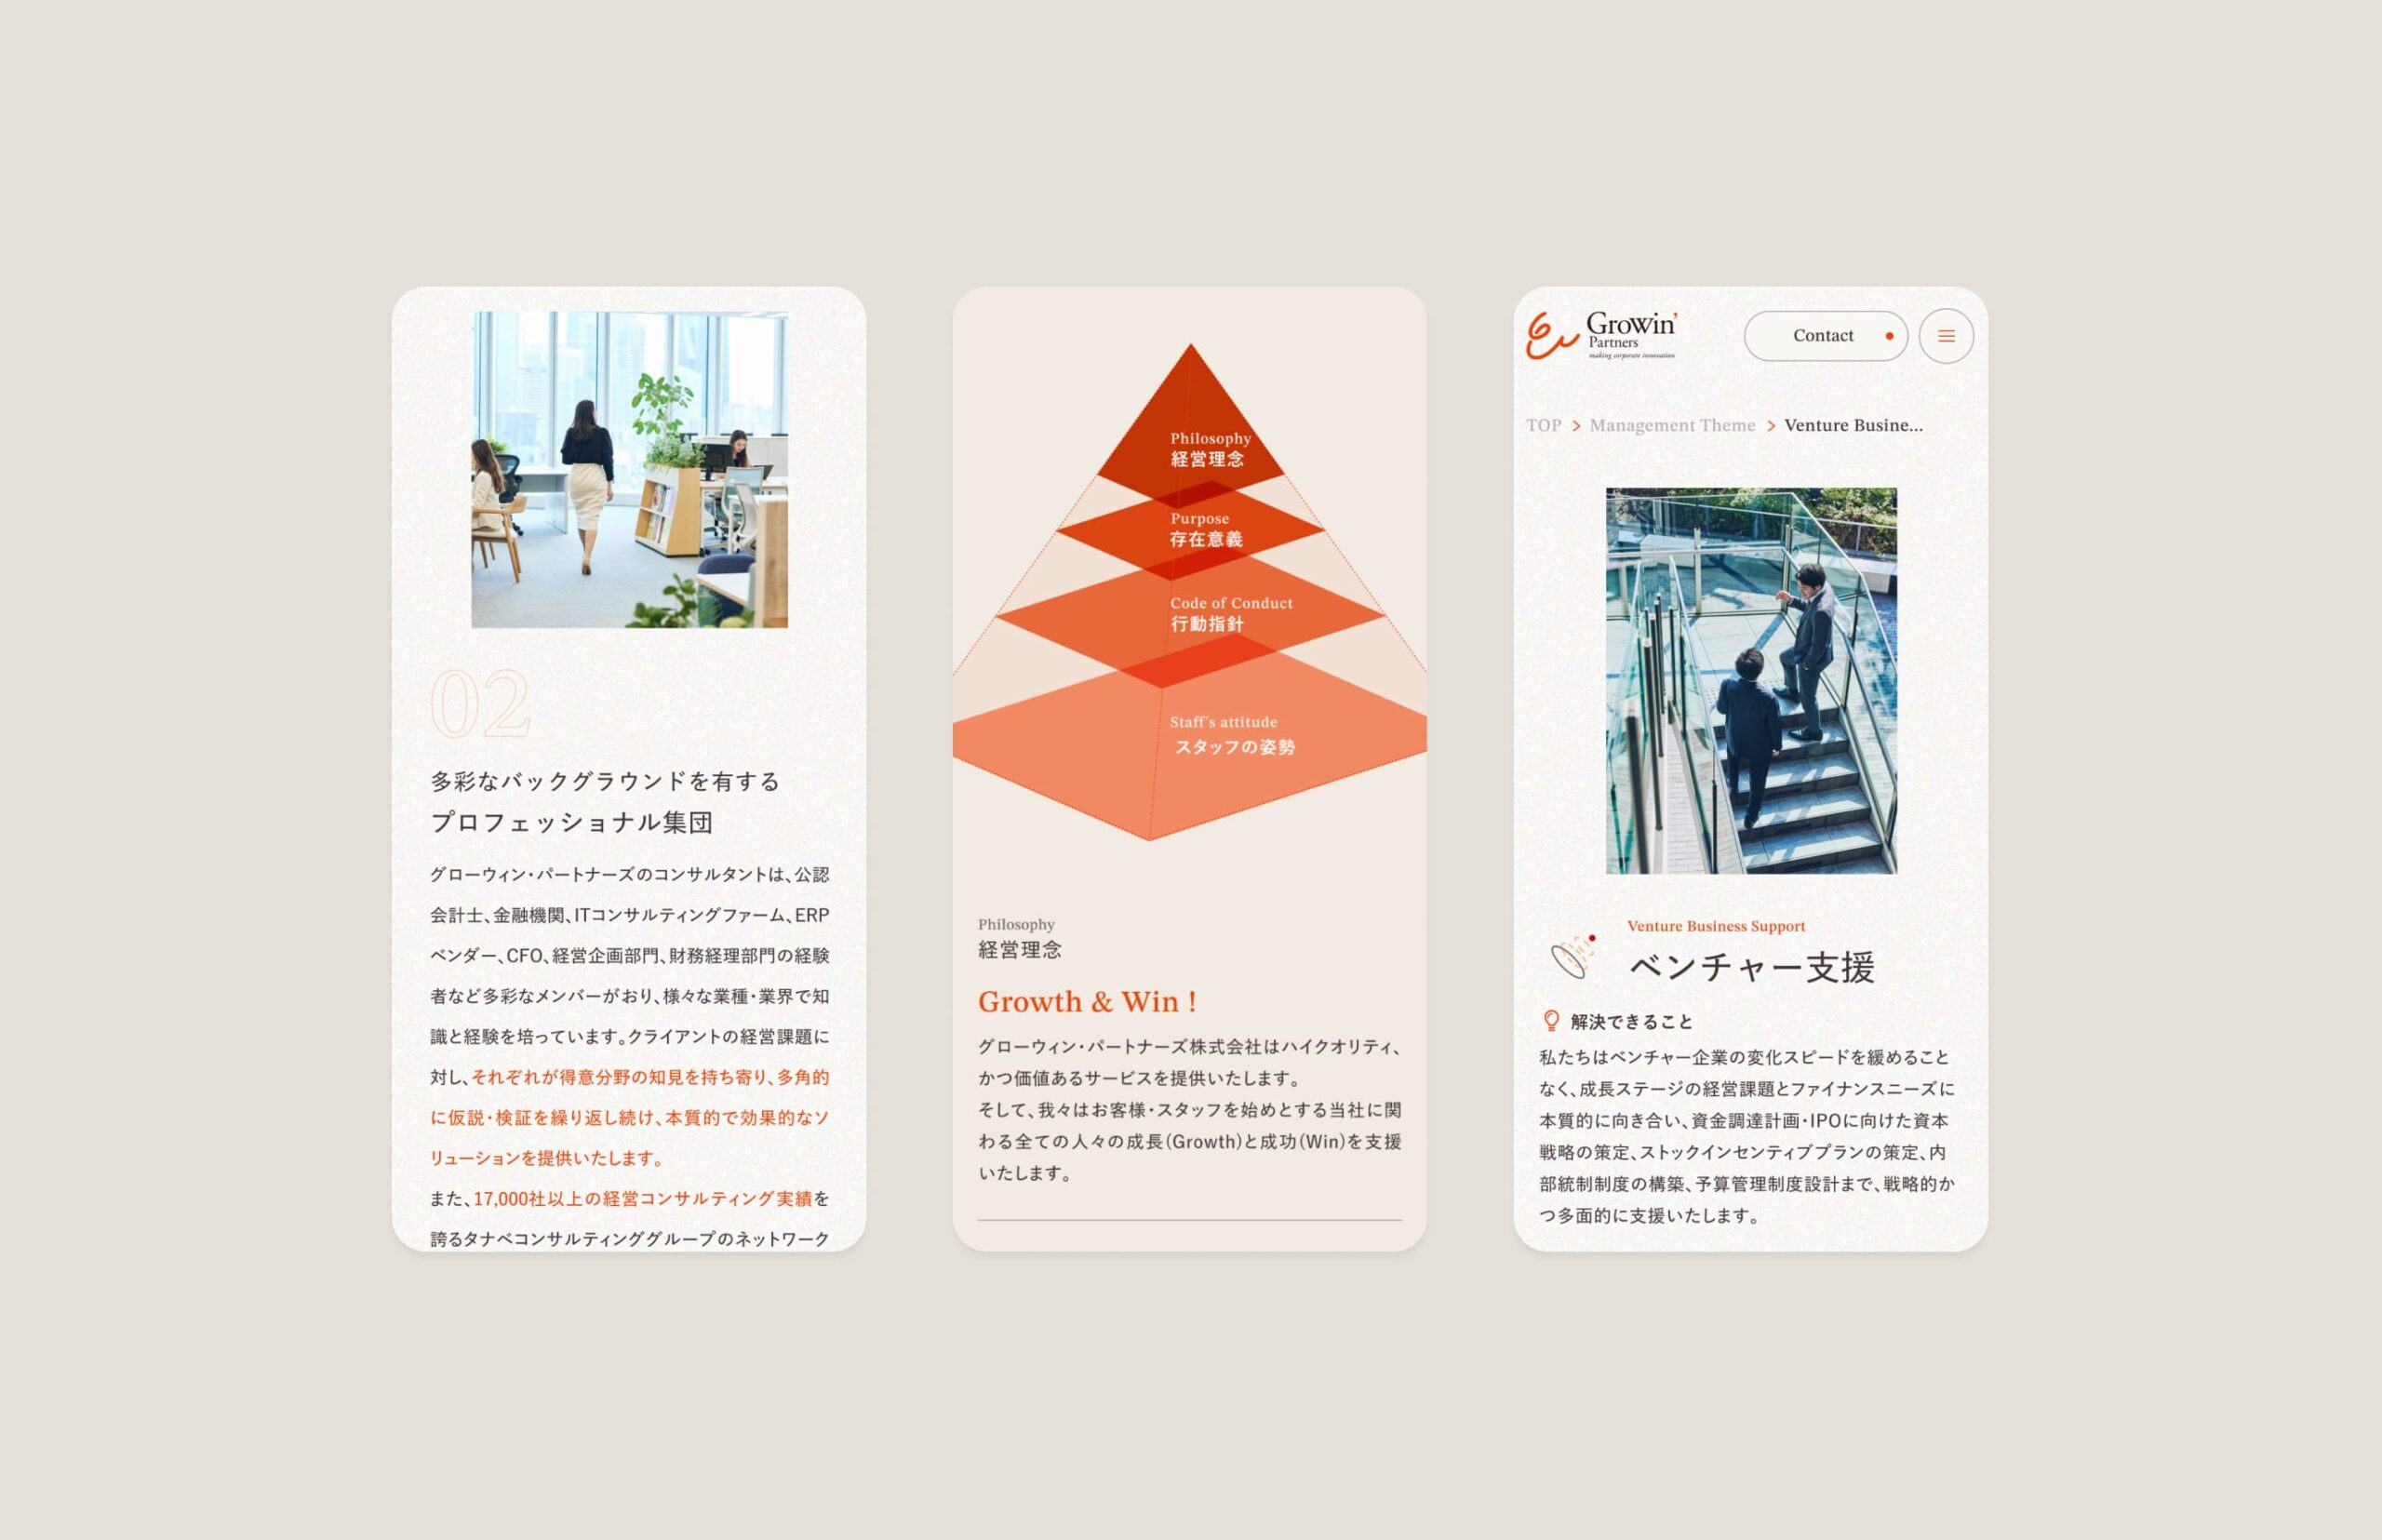 02
多彩なバックグラウンドを有する
プロフェッショナル集団
グローウィン・パートナーズのコンサルタントは、公認
会計士、金融機関、ITコンサルティングファーム、ERP
ベンダー、CFO、経営企画部門、財務経理部門の経験
者など多彩なメンバーがおり、様々な業種・業界で知
識と経験を培っています。クライアントの経営課題に
対し、それぞれが得意分野の知見を持ち寄り、多角的
に仮説・検証を繰り返し続け、本質的で効果的なソ
リューションを提供いたします。
また、17,000社以上の経営コンサルティング実績を
誇るタナベコンサルティンググループのネットワーク
Philosophy
経営理念
Purpose
存在意義
Code of Conduct
行動指針
Staff's attitude
スタッフの姿勢
Philosophy
経営理念
Growth & Win !
グローウィン・パートナーズ株式会社はハイクオリティ、
かつ価値あるサービスを提供いたします。
そして、我々はお客様・スタッフを始めとする当社に関
わる全ての人々の成長(Growth)と成功(Win)を支援
いたします。
Growin'
Partners
making corporate innovation
Contact
TOP > Management Theme > Venture Busine...
Venture Business Support
ベンチャー支援
解決できること
私たちはベンチャー企業の変化スピードを緩めること
なく、成長ステージの経営課題とファイナンスニーズに
本質的に向き合い、資金調達計画・IPOに向けた資本
戦略の策定、ストックインセンティブプランの策定、内
部統制制度の構築、予算管理制度設計まで、戦略的か
つ多面的に支援いたします。